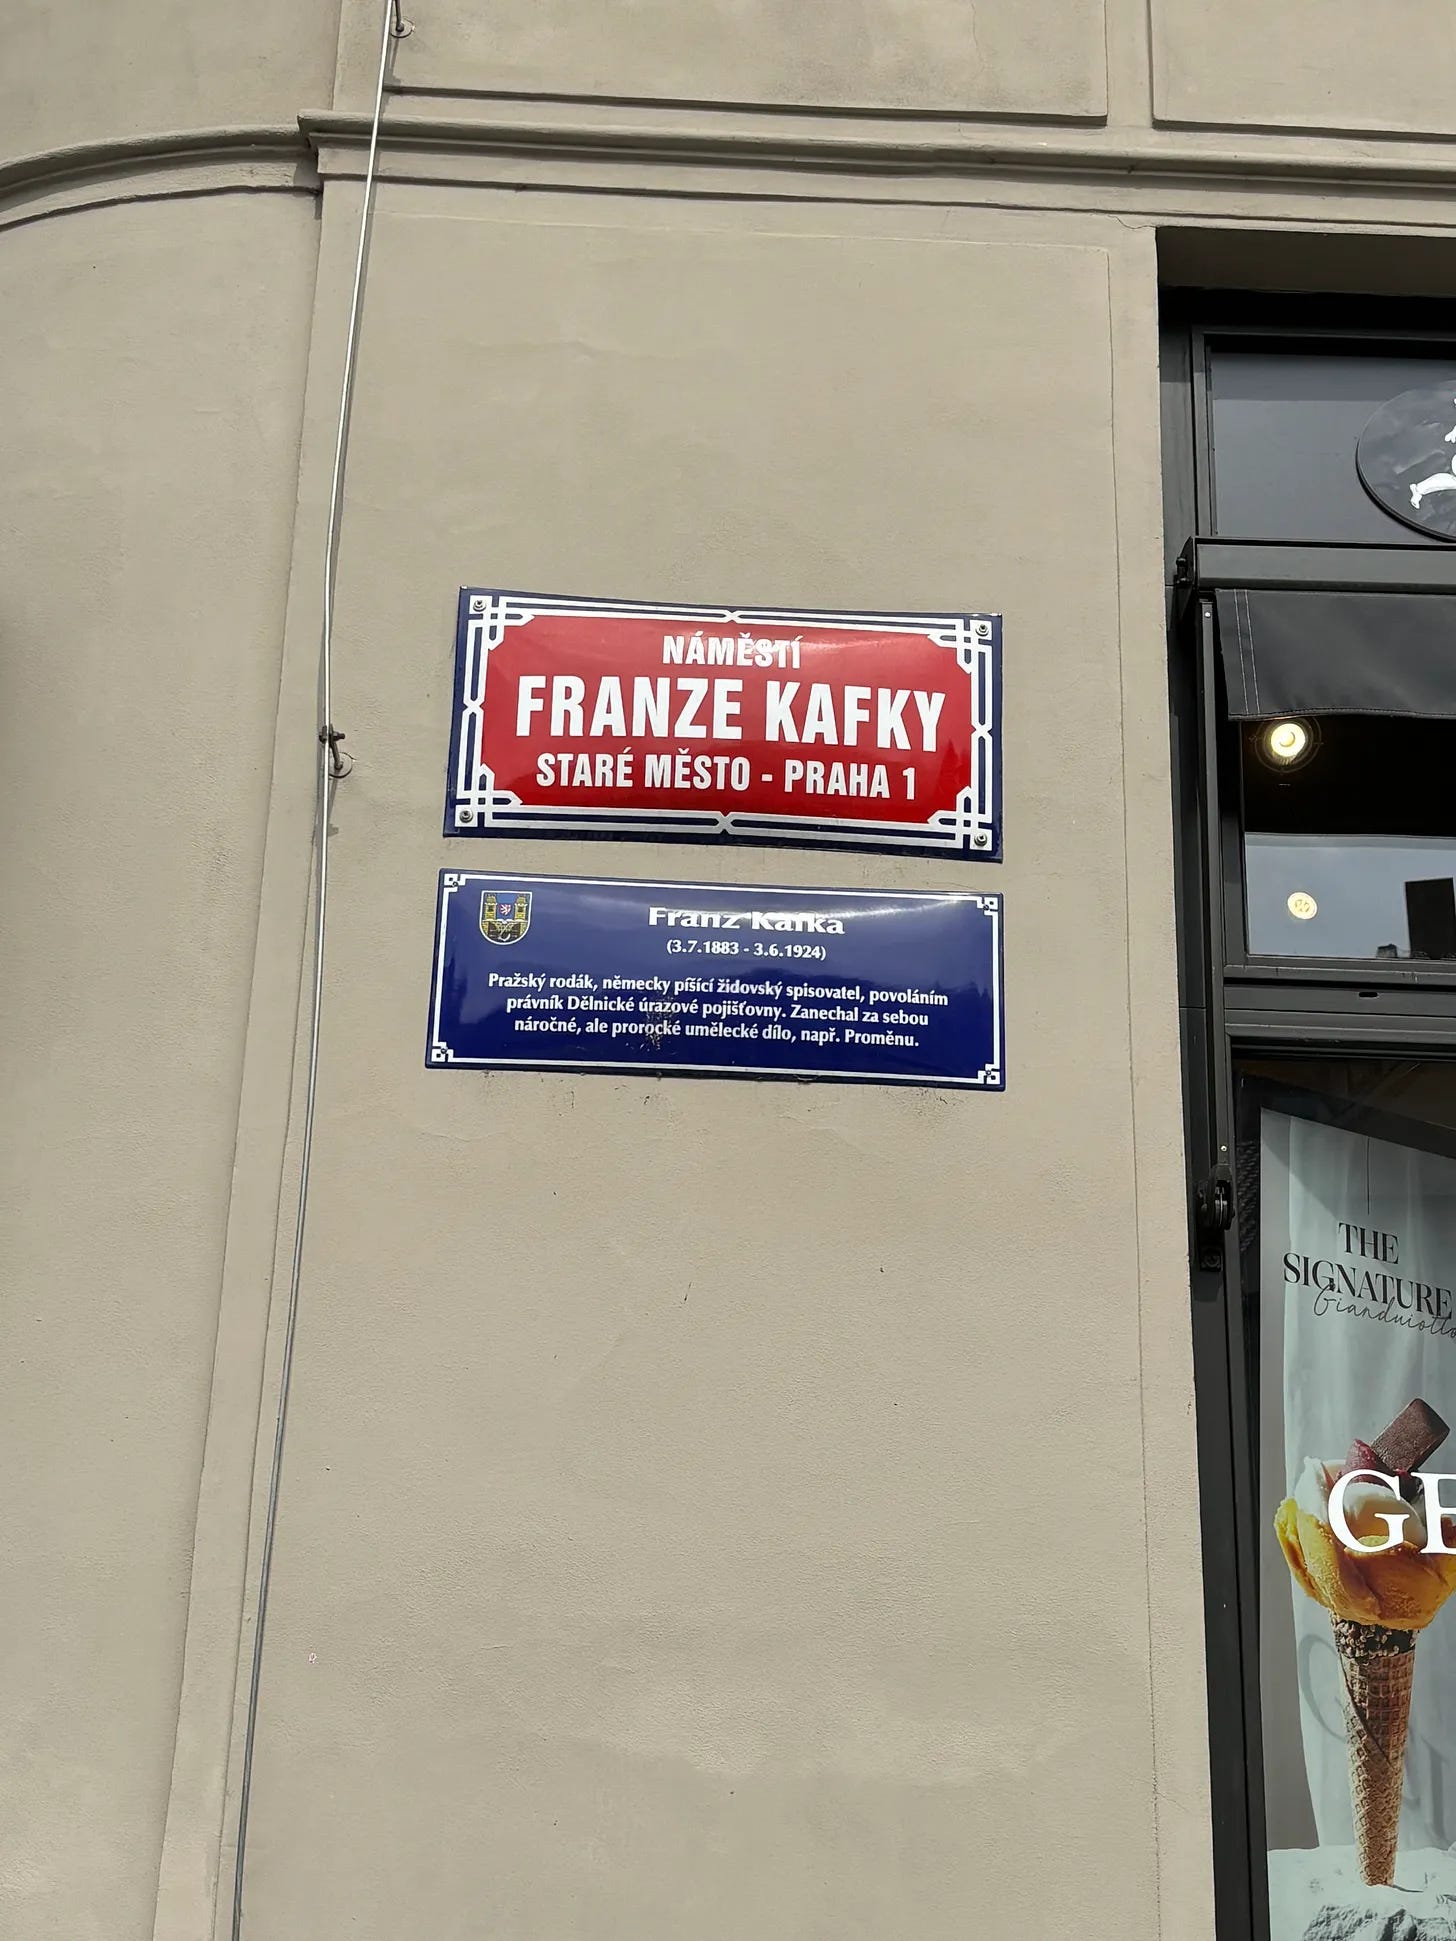 NÁMĚSTÍ
FRANZE KAFKY
STARÉ MĚSTO - PRAHA 1
Franz Kafka
(3.7.1883 - 3.6.1924)
Pražský rodák, německy píšící židovský spisovatel, povoláním
právník Dělnické úrazové pojišťovny. Zanechal za sebou
náročné, ale prorocké umělecké dílo, např. Proměnu.
THE
SIGNATURE
Gianduiotto
GE